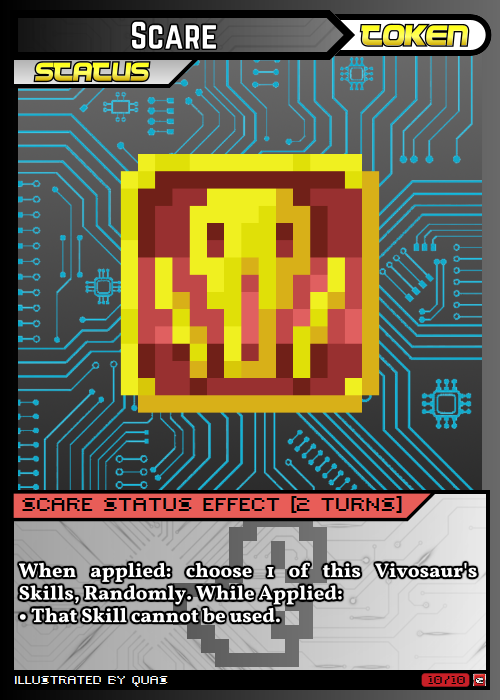 Scare
TOKEN
STATUS
SCARE STATUS EFFECT [2 TURNS]
When applied: choose 1 of this Vivosaur's
Skills, Randomly. While Applied:
• That Skill cannot be used.
ILLUSTRATED BY QUAS
10/10